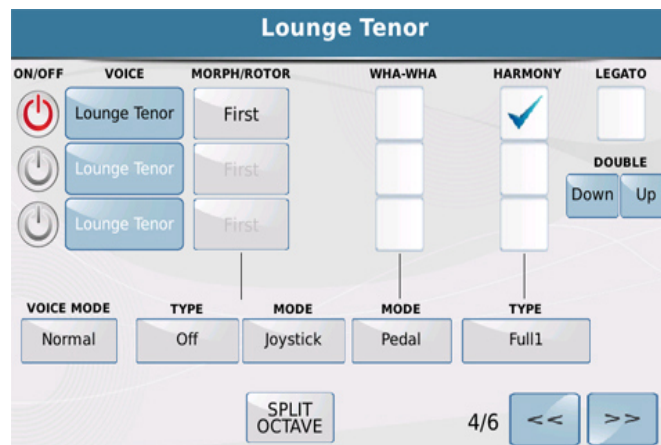 Lounge Tenor
ON/OFF VOICE MORPH/ROTOR WHA-WHA HARMONY LEGATO
Lounge Tenor First
Lounge Tenor First
DOUBLE
Down Up
Lounge Tenor First
VOICE MODE TYPE MODE MODE TYPE
Normal Off Joystick Pedal Full1
SPLIT
OCTAVE
4/6 << >>